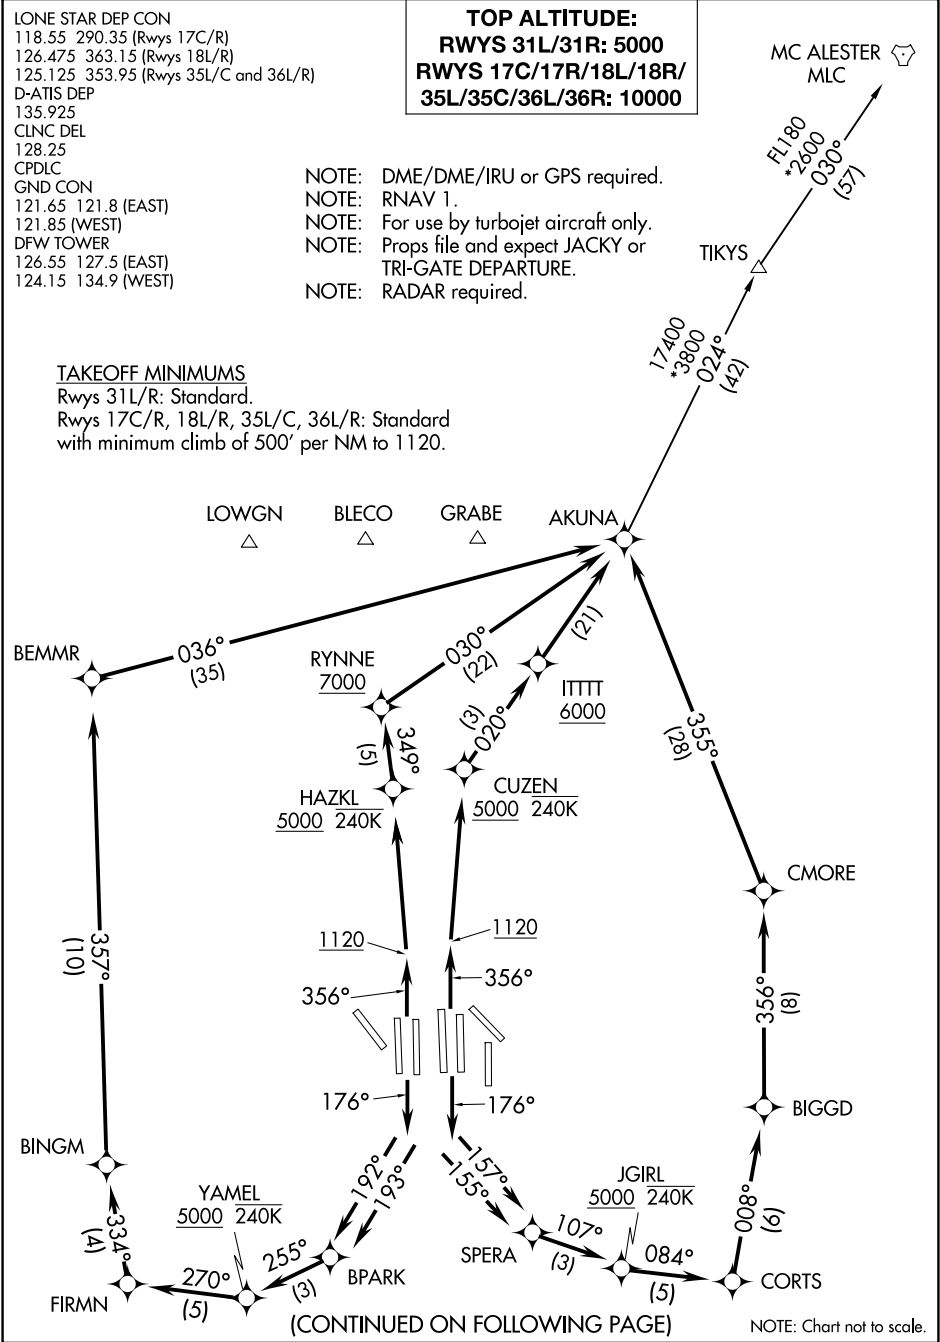 LONE STAR DEP CON
118.55 290.35 (Rwys 17C/R)
126.475 363.15 (Rwys 18L/R)
125.125 353.95 (Rwys 35L/C and 36L/R)
D-ATIS DEP
135.925
CLNC DEL
128.25
CPDLC
GND CON
121.65 121.8 (EAST)
121.85 (WEST)
DFW TOWER
126.55 127.5 (EAST)
124.15 134.9 (WEST)
TOP ALTITUDE:
RWYS 31L/31R: 5000
RWYS 17C/17R/18L/18R/
35L/35C/36L/36R: 10000
MC ALESTER
MLC
FL180
*2600
030°
(57)
NOTE: DME/DME/IRU or GPS required.
NOTE: RNAV 1.
NOTE: For use by turbojet aircraft only.
NOTE: Props file and expect JACKY or
TRI-GATE DEPARTURE.
NOTE: RADAR required.
TIKYS
17400
*3800
024°
(42)
TAKEOFF MINIMUMS
Rwys 31L/R: Standard.
Rwys 17C/R, 18L/R, 35L/C, 36L/R: Standard
with minimum climb of 500' per NM to 1120.
LOWGN
BLECO
GRABE
AKUNA
BEMMR
036°
(35)
RYNNE
7000
030°
(22)
(21)
ITTTT
6000
(3)
020°
349°
(5)
355°
(28)
HAZKL
5000 240K
CUZEN
5000 240K
CMORE
357°
(10)
1120
1120
356°
356°
356°
(8)
176°
176°
BIGGD
BINGM
192°
193°
157°
155°
YAMEL
5000 240K
JGIRL
5000 240K
008°
(6)
334°
(4)
255°
(3)
BPARK
SPERA
107°
(3)
084°
(5)
CORTS
270°
(5)
FIRMN
(CONTINUED ON FOLLOWING PAGE)
NOTE: Chart not to scale.